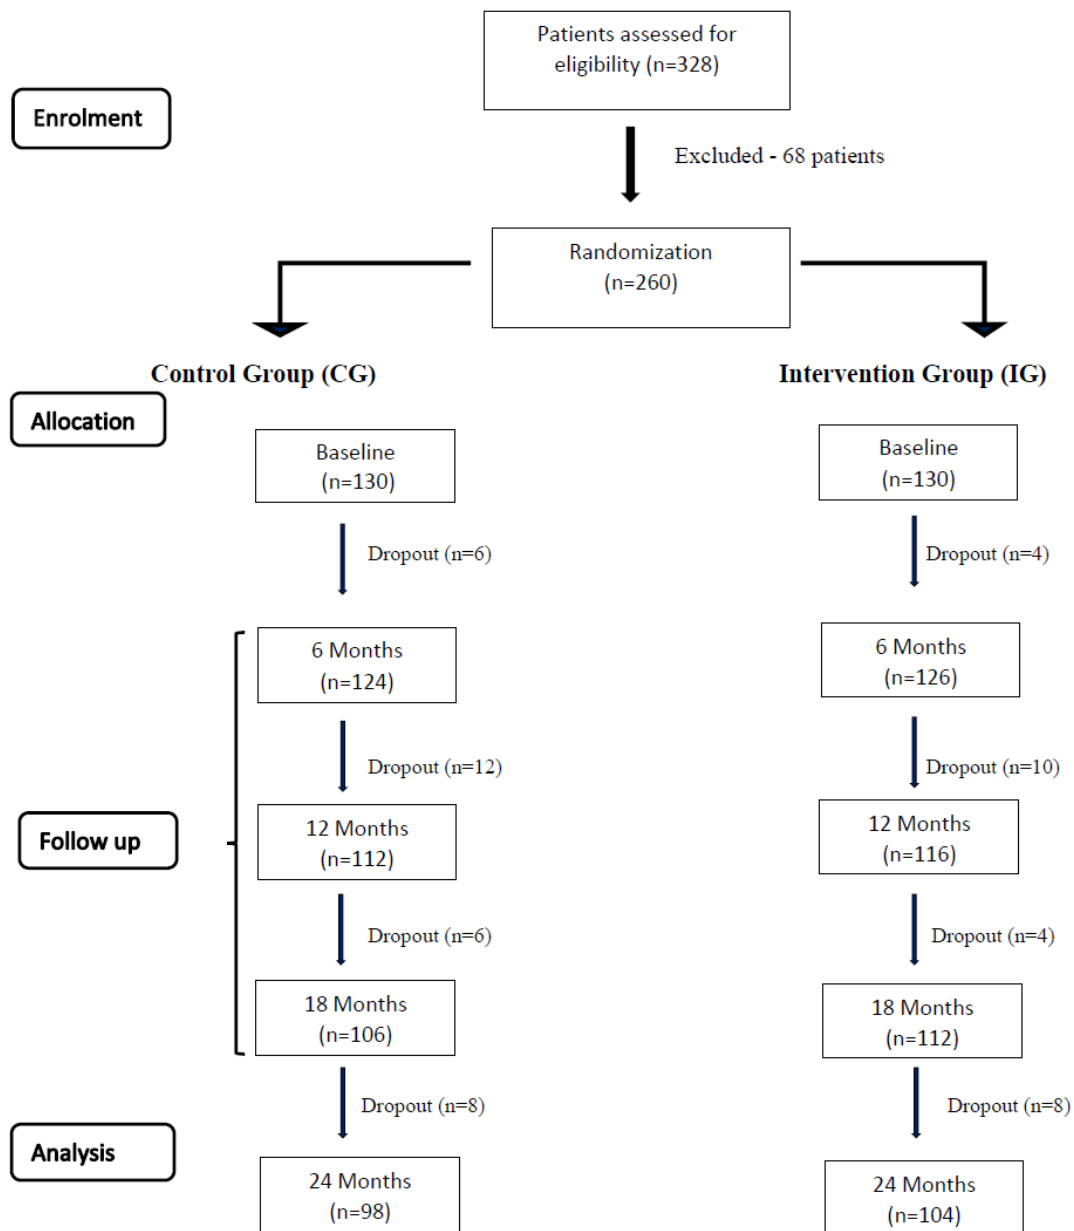 Patients assessed for
eligibility (n=328)
Enrolment
Excluded - 68 patients
Randomization
(n=260)
Control Group (CG)
Intervention Group (IG)
Allocation
Baseline
(n=130)
Baseline
(n=130)
Dropout (n=6)
Dropout (n=4)
6 Months
(n=124)
6 Months
(n=126)
Dropout (n=12)
Dropout (n=10)
Follow up
12 Months
(n=112)
12 Months
(n=116)
Dropout (n=6)
Dropout (n=4)
18 Months
(n=106)
18 Months
(n=112)
Dropout (n=8)
Dropout (n=8)
Analysis
24 Months
(n=98)
24 Months
(n=104)